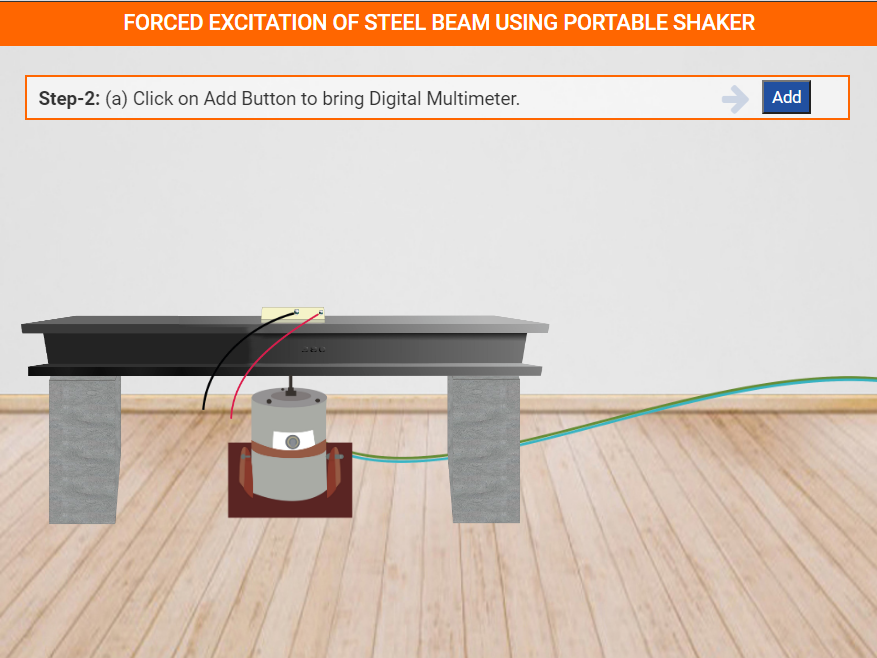 FORCED EXCITATION OF STEEL BEAM USING PORTABLE SHAKER
Step-2: (a) Click on Add Button to bring Digital Multimeter.
Add